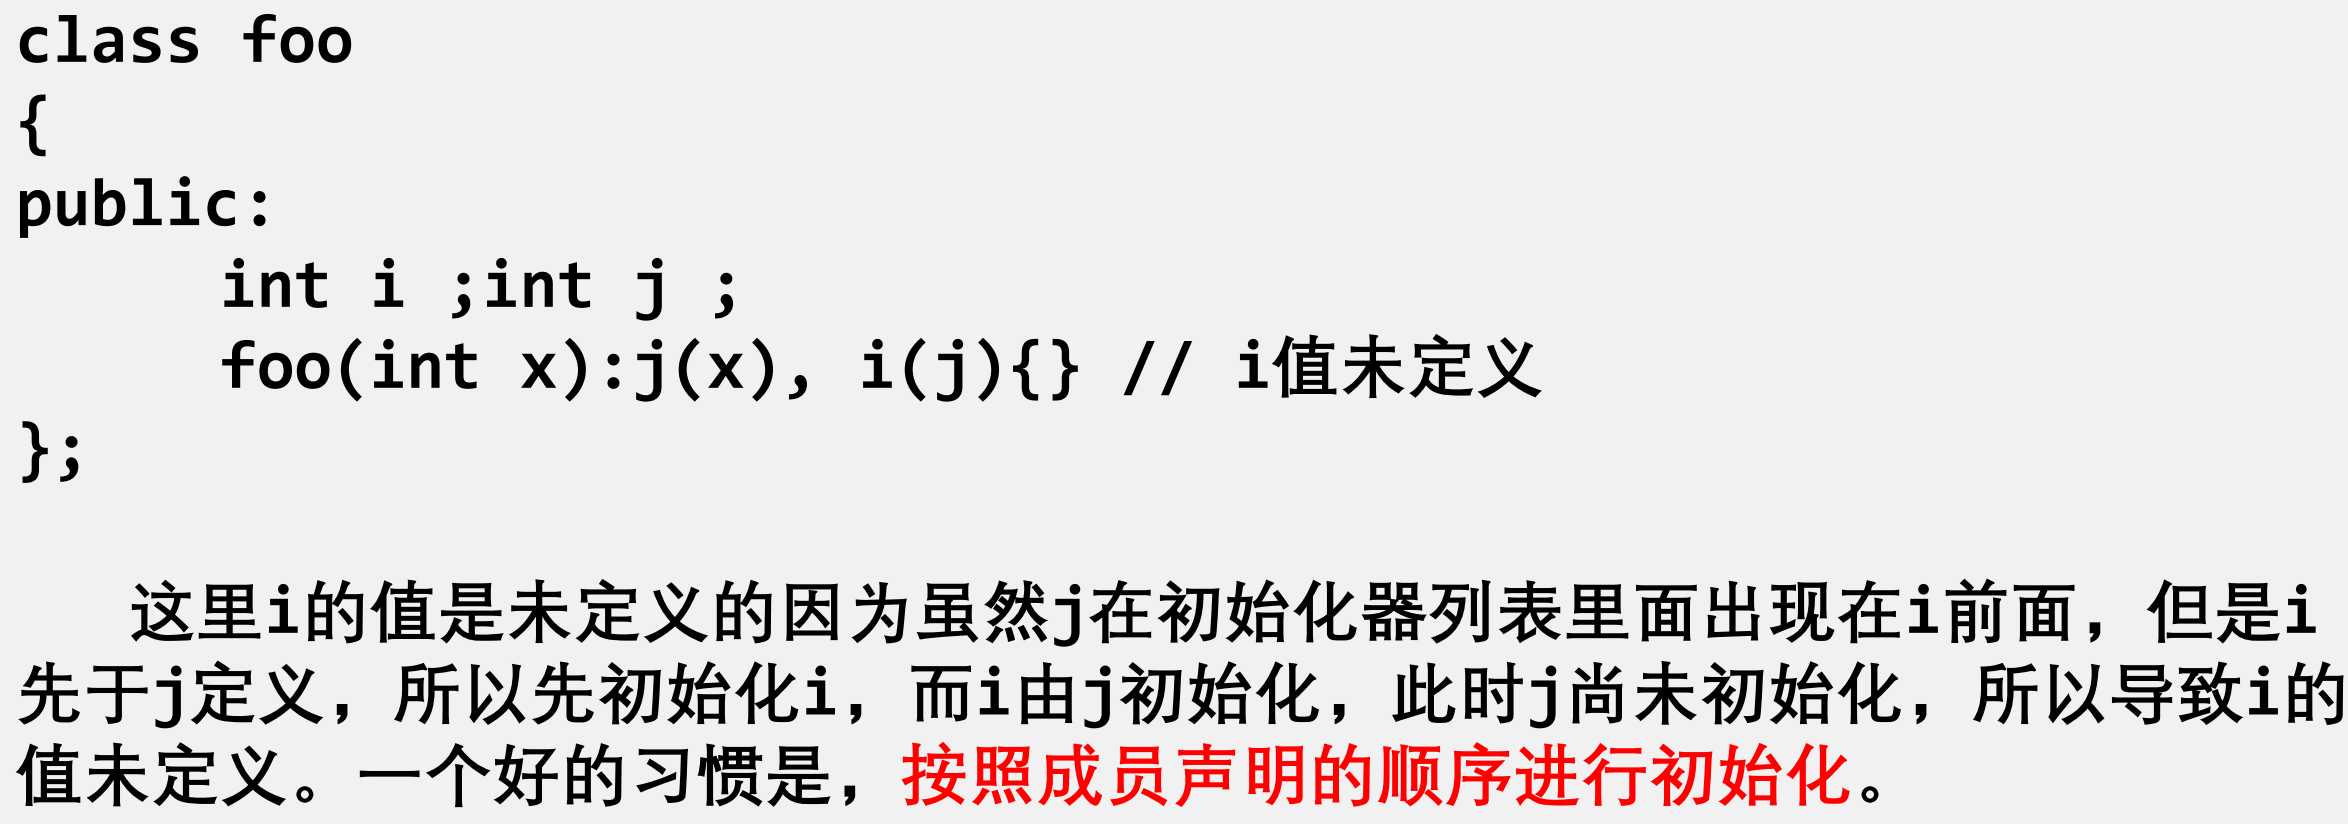 class foo
{
public:
     int i ;int j ;
     foo(int x):j(x), i(j){} // i值未定义
};
这里i的值是未定义的因为虽然j在初始化器列表里面出现在i前面，但是i
先于j定义，所以先初始化i，而i由j初始化，此时j尚未初始化，所以导致i的
值未定义。一个好的习惯是，按照成员声明的顺序进行初始化。